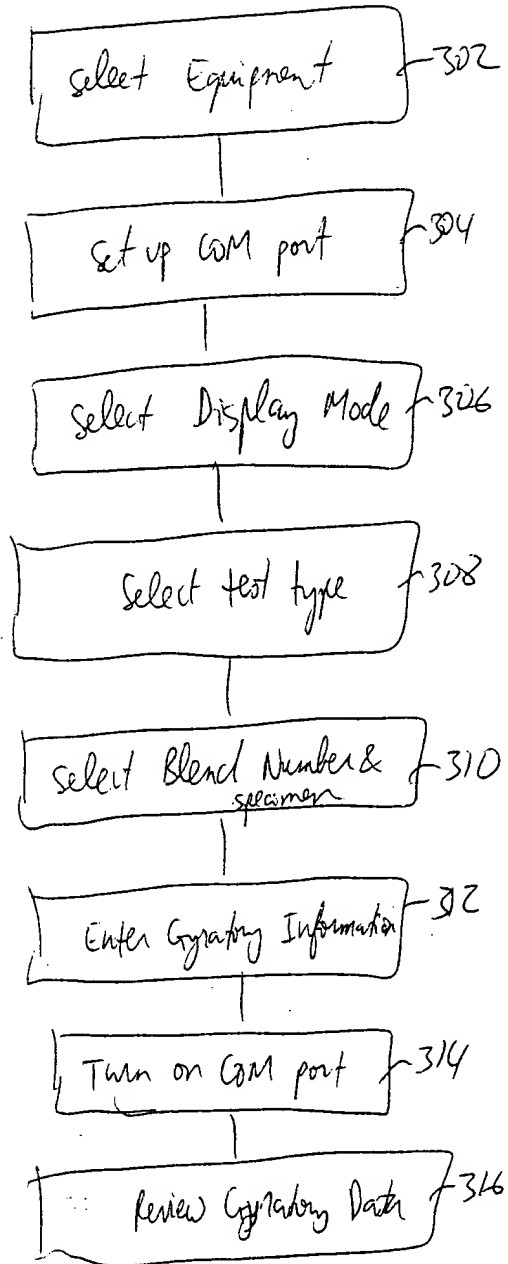 Select Equipment
302
Set up COM port
304
Select Display Mode
306
Select test type
308
Select Blend Number &
specimen
310
Enter Gyratory Information
312
Turn on COM port
314
Review Gyratory Data
316